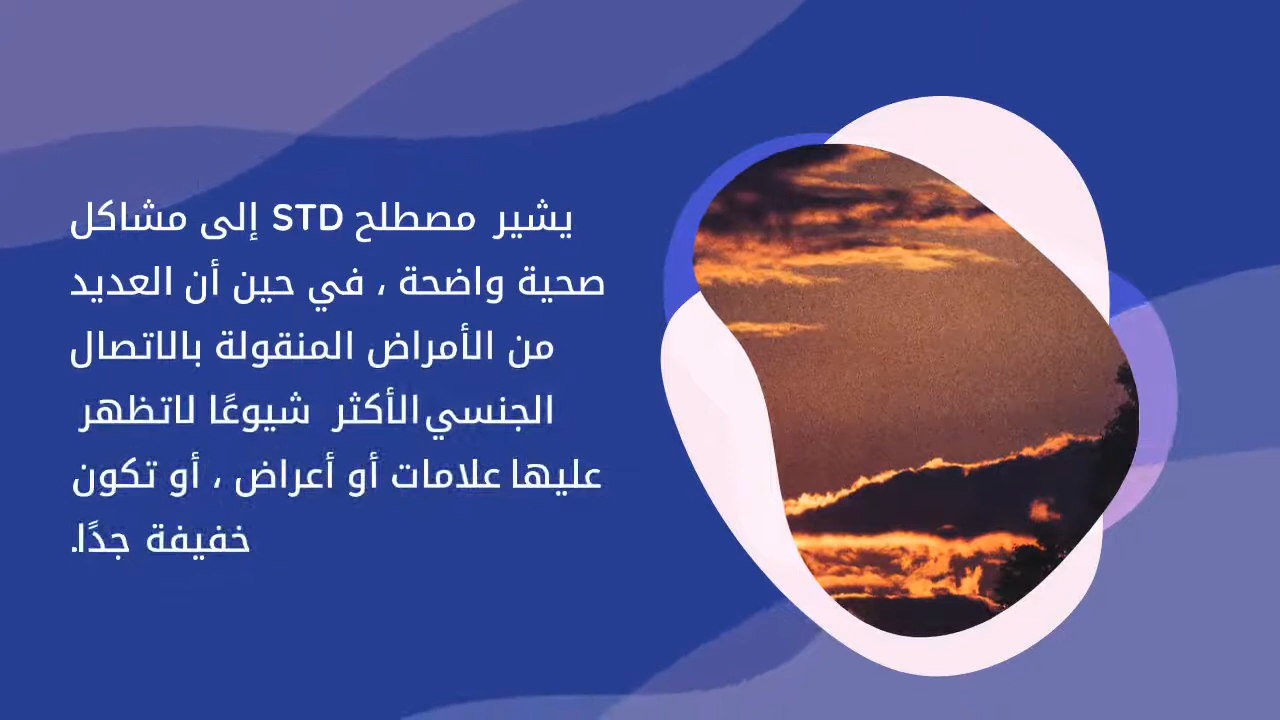 يشير مصطلح STD إلى مشاكل
صحية واضحة ، في حين أن العديد
من الأمراض المنقولة بالاتصال
الجنسي الأكثر شيوعًا لاتظهر
عليها علامات أو أعراض ، أو تكون
خفيفة جدًا.